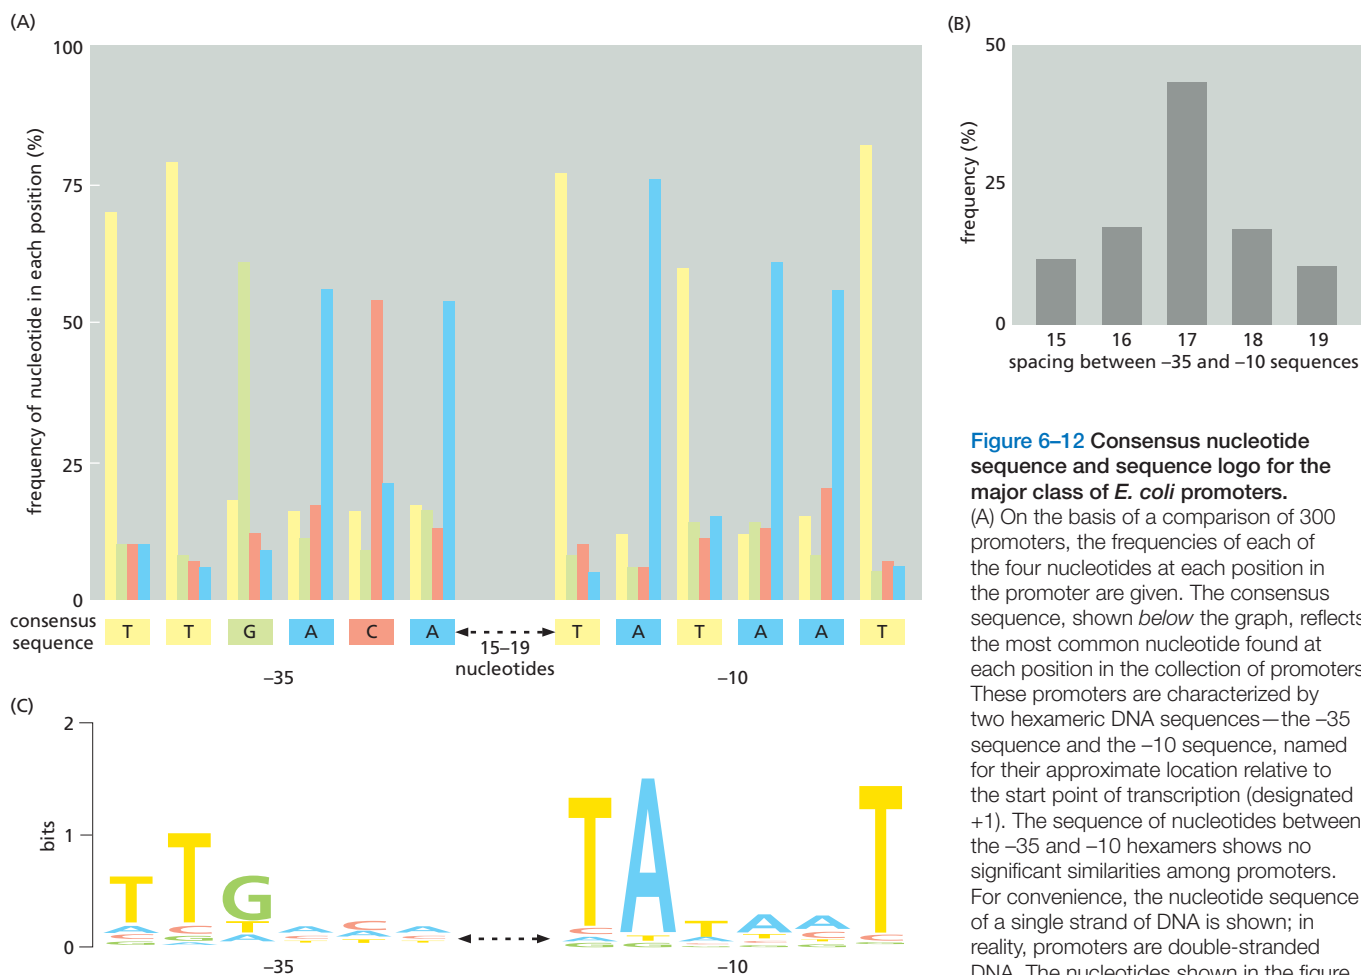 (A)
100
75
50
25
0
frequency of nucleotide in each position (%)
consensus
sequence
T T G A C A T A T A A T
15–19
nucleotides
–35 –10
(B)
50
25
0
frequency (%)
15 16 17 18 19
spacing between –35 and –10 sequences
Figure 6–12 Consensus nucleotide
sequence and sequence logo for the
major class of E. coli promoters.
(A) On the basis of a comparison of 300
promoters, the frequencies of each of
the four nucleotides at each position in
the promoter are given. The consensus
sequence, shown below the graph, reflects
the most common nucleotide found at
each position in the collection of promoters
These promoters are characterized by
two hexameric DNA sequences—the –35
sequence and the –10 sequence, named
for their approximate location relative to
the start point of transcription (designated
+1). The sequence of nucleotides between
the –35 and –10 hexamers shows no
significant similarities among promoters.
For convenience, the nucleotide sequence
of a single strand of DNA is shown; in
reality, promoters are double-stranded
DNA. The nucleotides shown in the figure
(C)
2
1
0
bits
T T G T A T
–35 –10